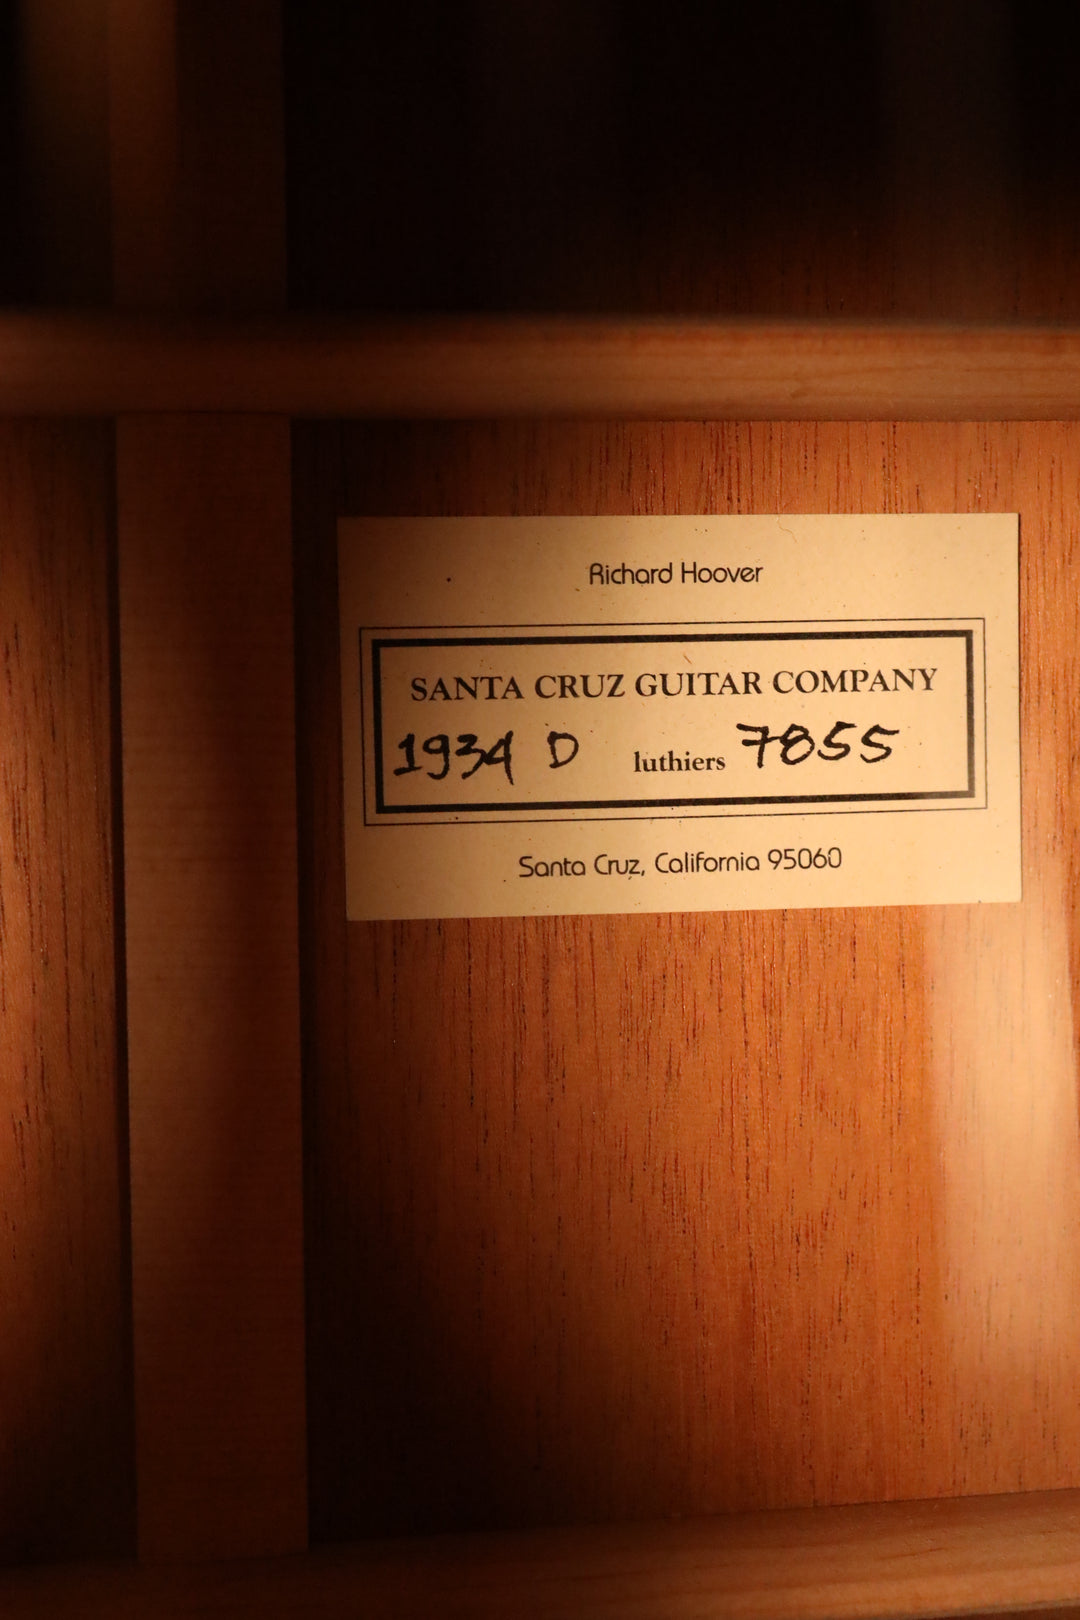 Richard Hoover
SANTA CRUZ GUITAR COMPANY
1934 D luthiers 7855
Santa Cruz, California 95060